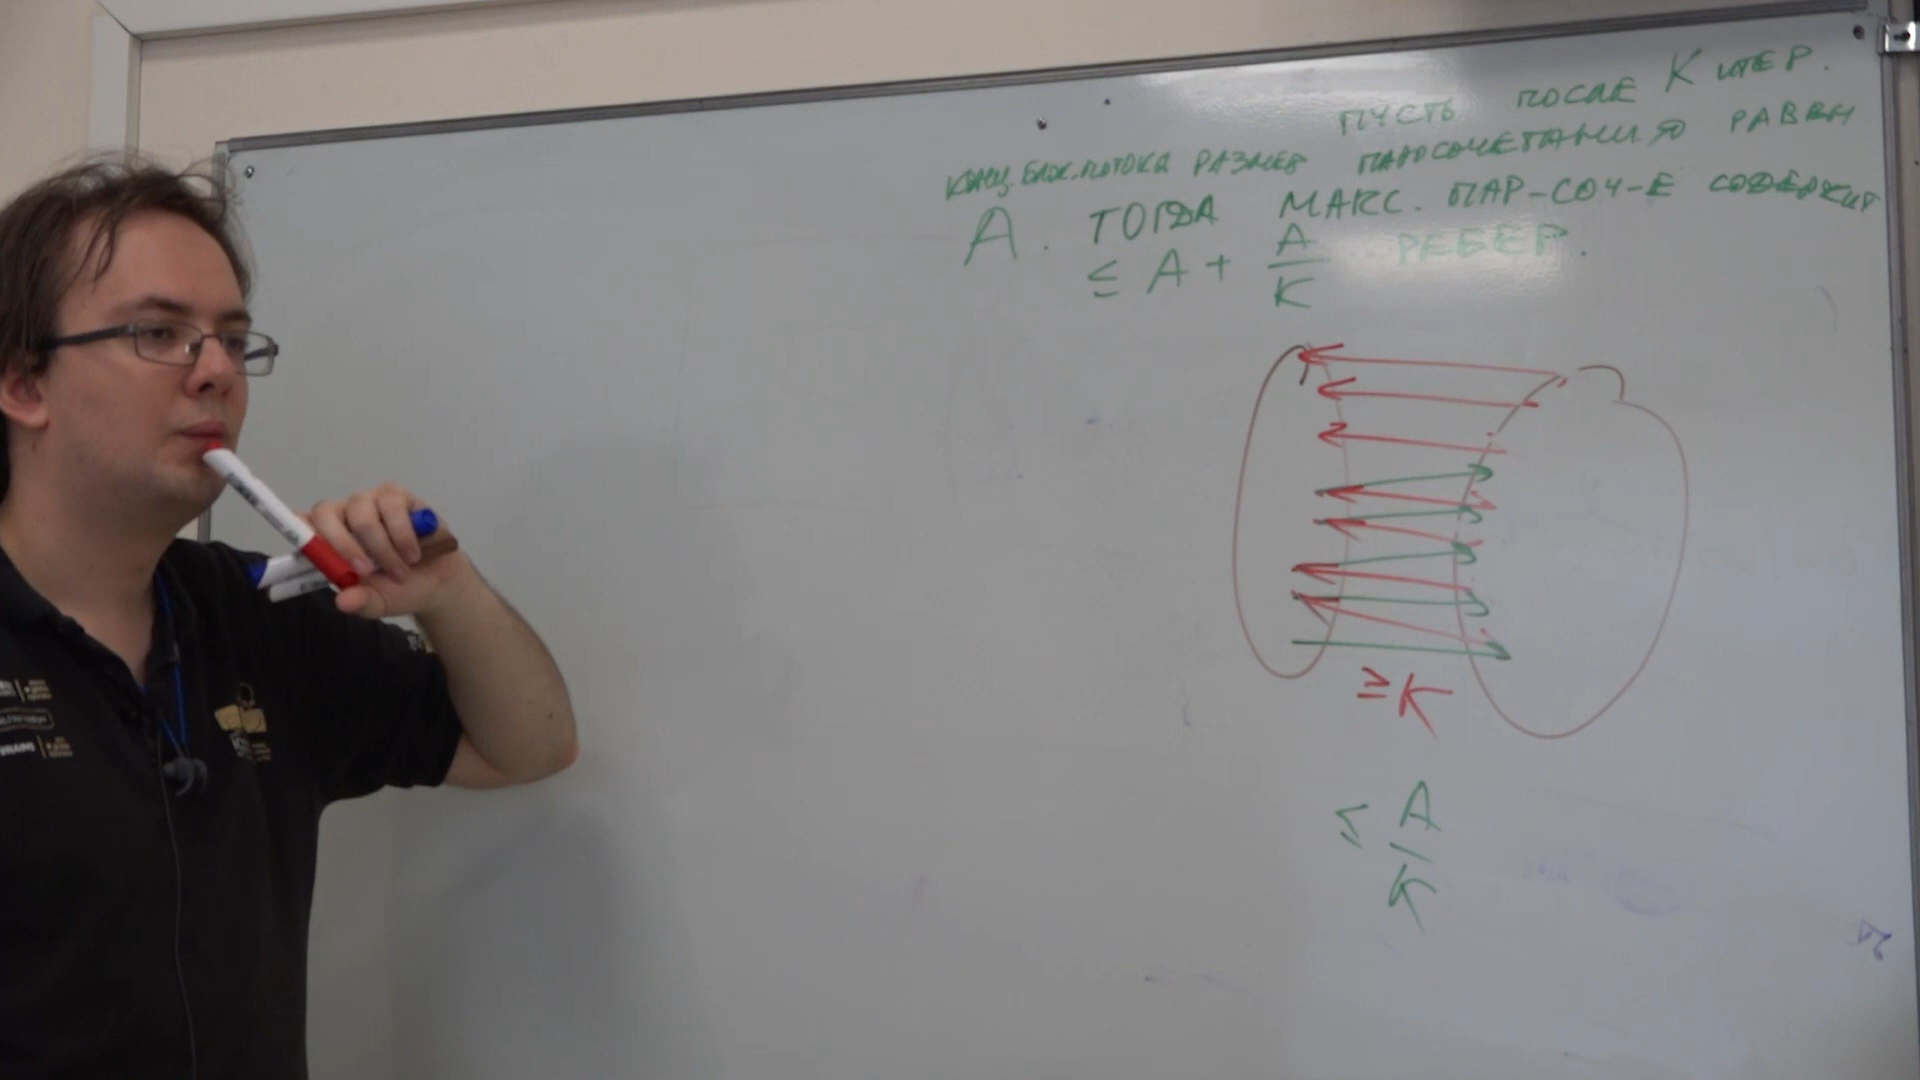 ПУСТЬ ПОСЛЕ K ИТЕР.
КОНЦ. БЛОК. ПОТОКА РАЗМЕР ПАРОСОЧЕТАНИЯ РАВЕН
A. ТОГДА МАКС. ПАР-СОЧ-Е СОДЕРЖИТ
≤ A + A/K РЕБЕР.
≥K
≤ A/K